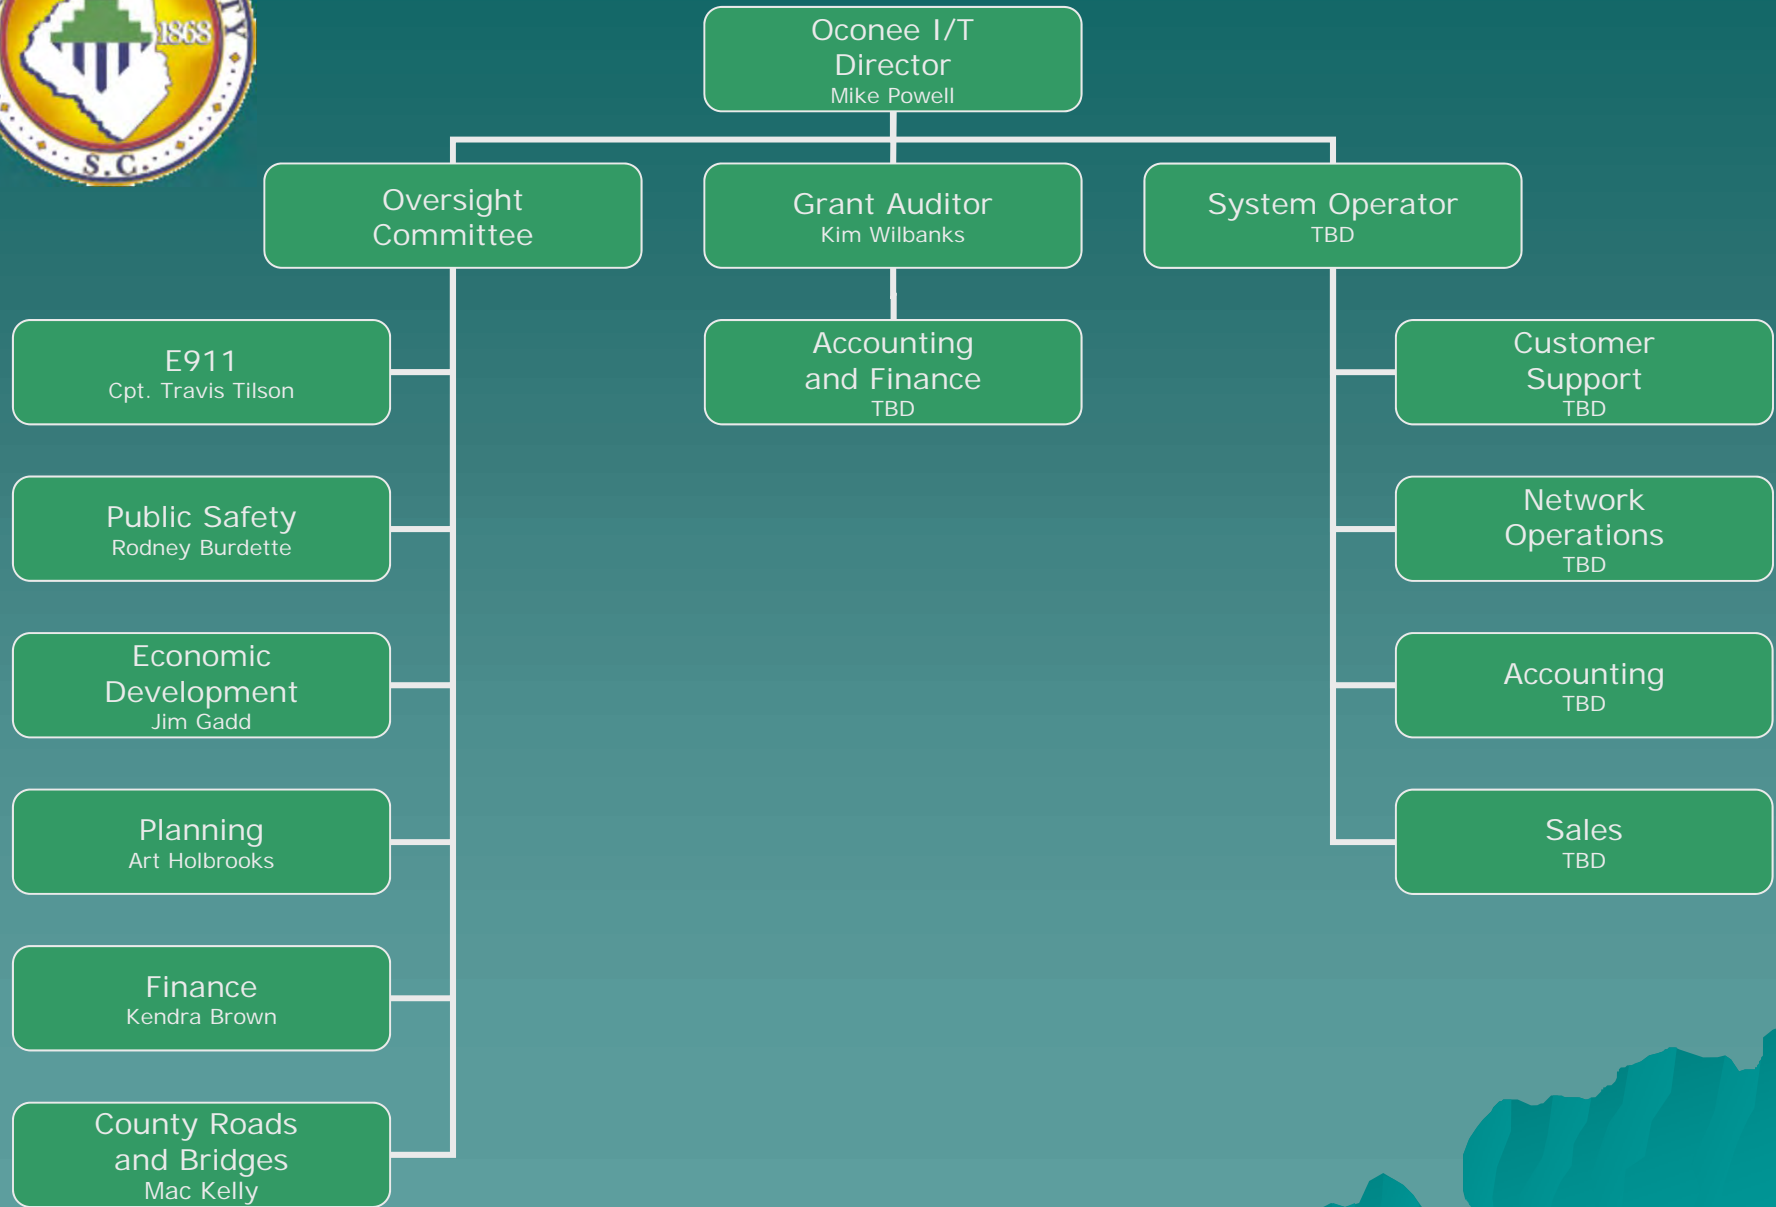 TY
1868
S.C.
Oconee I/T
Director
Mike Powell
Oversight
Committee
Grant Auditor
Kim Wilbanks
System Operator
TBD
E911
Cpt. Travis Tilson
Accounting
and Finance
TBD
Customer
Support
TBD
Public Safety
Rodney Burdette
Network
Operations
TBD
Economic
Development
Jim Gadd
Accounting
TBD
Planning
Art Holbrooks
Sales
TBD
Finance
Kendra Brown
County Roads
and Bridges
Mac Kelly